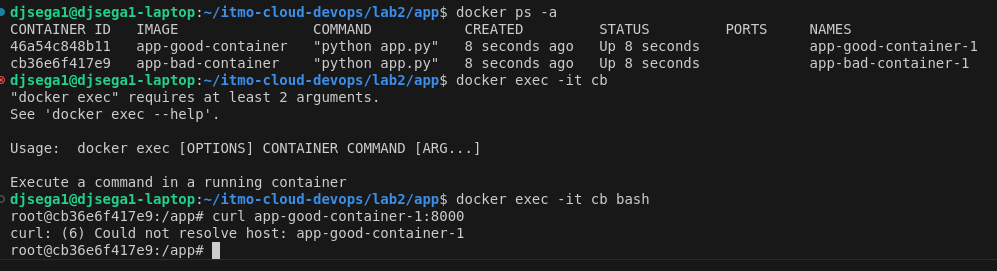 djsega1@djsega1-laptop:~/itmo-cloud-devops/lab2/app$ docker ps -a
CONTAINER ID   IMAGE                COMMAND           CREATED         STATUS         PORTS     NAMES
46a54c848b11   app-good-container   "python app.py"   8 seconds ago   Up 8 seconds             app-good-container-1
cb36e6f417e9   app-bad-container    "python app.py"   8 seconds ago   Up 8 seconds             app-bad-container-1
djsega1@djsega1-laptop:~/itmo-cloud-devops/lab2/app$ docker exec -it cb
"docker exec" requires at least 2 arguments.
See 'docker exec --help'.

Usage:  docker exec [OPTIONS] CONTAINER COMMAND [ARG...]

Execute a command in a running container
djsega1@djsega1-laptop:~/itmo-cloud-devops/lab2/app$ docker exec -it cb bash
root@cb36e6f417e9:/app# curl app-good-container-1:8000
curl: (6) Could not resolve host: app-good-container-1
root@cb36e6f417e9:/app#